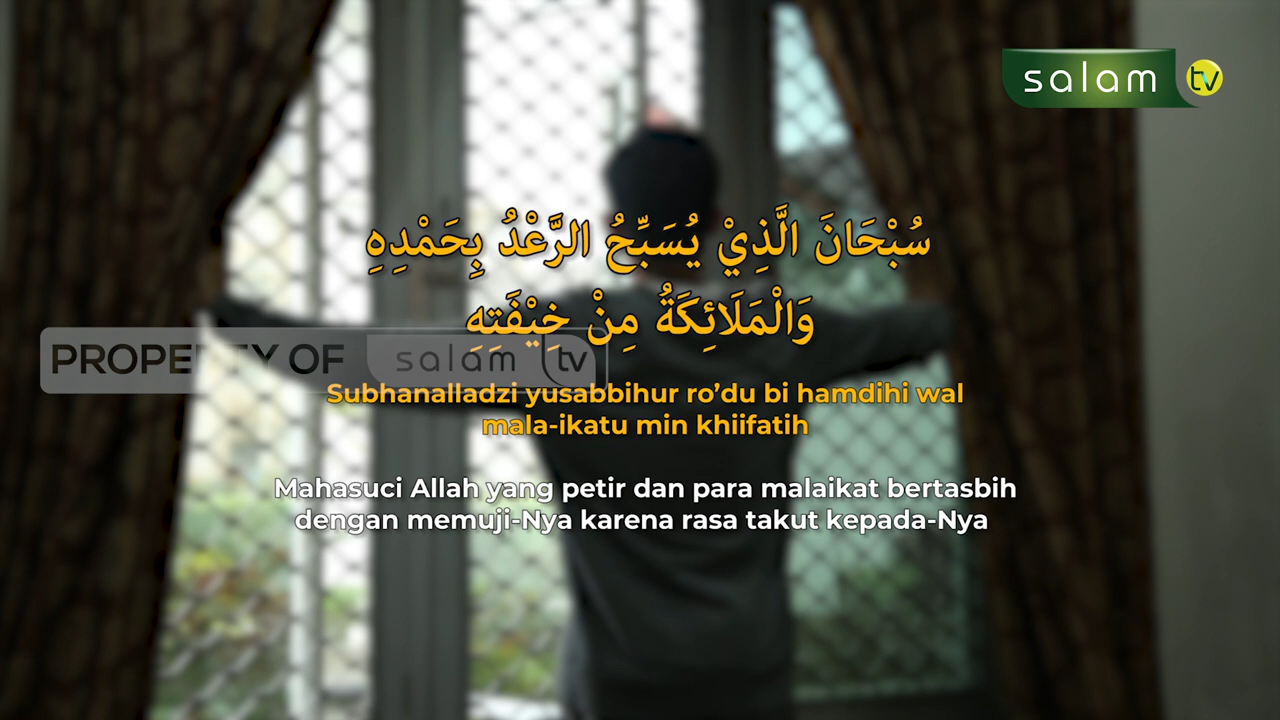 salam tv
سُبْحَانَ الَّذِيْ يُسَبِّحُ الرَّعْدُ بِحَمْدِهِ
وَالْمَلَائِكَةُ مِنْ خِيْفَتِهِ
PROPERTY OF salam tv
Subhanalladzi yusabbihur ro’du bi hamdihi wal
mala-ikatu min khiifatih
Mahasuci Allah yang petir dan para malaikat bertasbih
dengan memuji-Nya karena rasa takut kepada-Nya